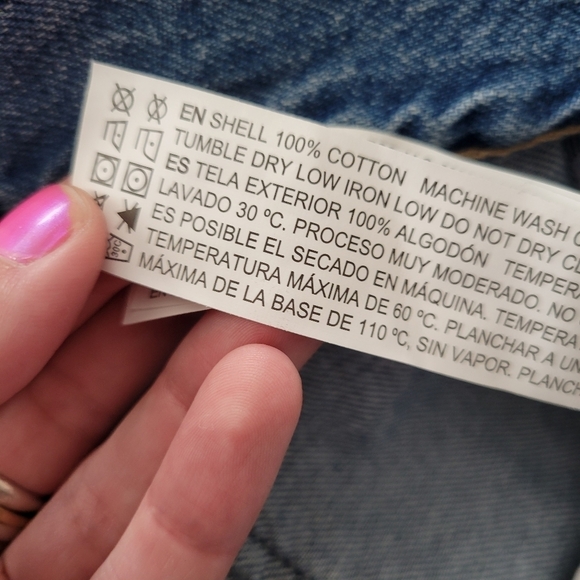 EN SHELL 100% COTTON MACHINE WASH
TUMBLE DRY LOW IRON LOW DO NOT DRY
ES TELA EXTERIOR 100% ALGODÓN
LAVADO 30 ºC. PROCESO MUY MODERADO. NO
ES POSIBLE EL SECADO EN MÁQUINA.
TEMPERATURA MÁXIMA DE 60 ºC. PLANCHAR A
MÁXIMA DE LA BASE DE 110 ºC, SIN VAPOR.